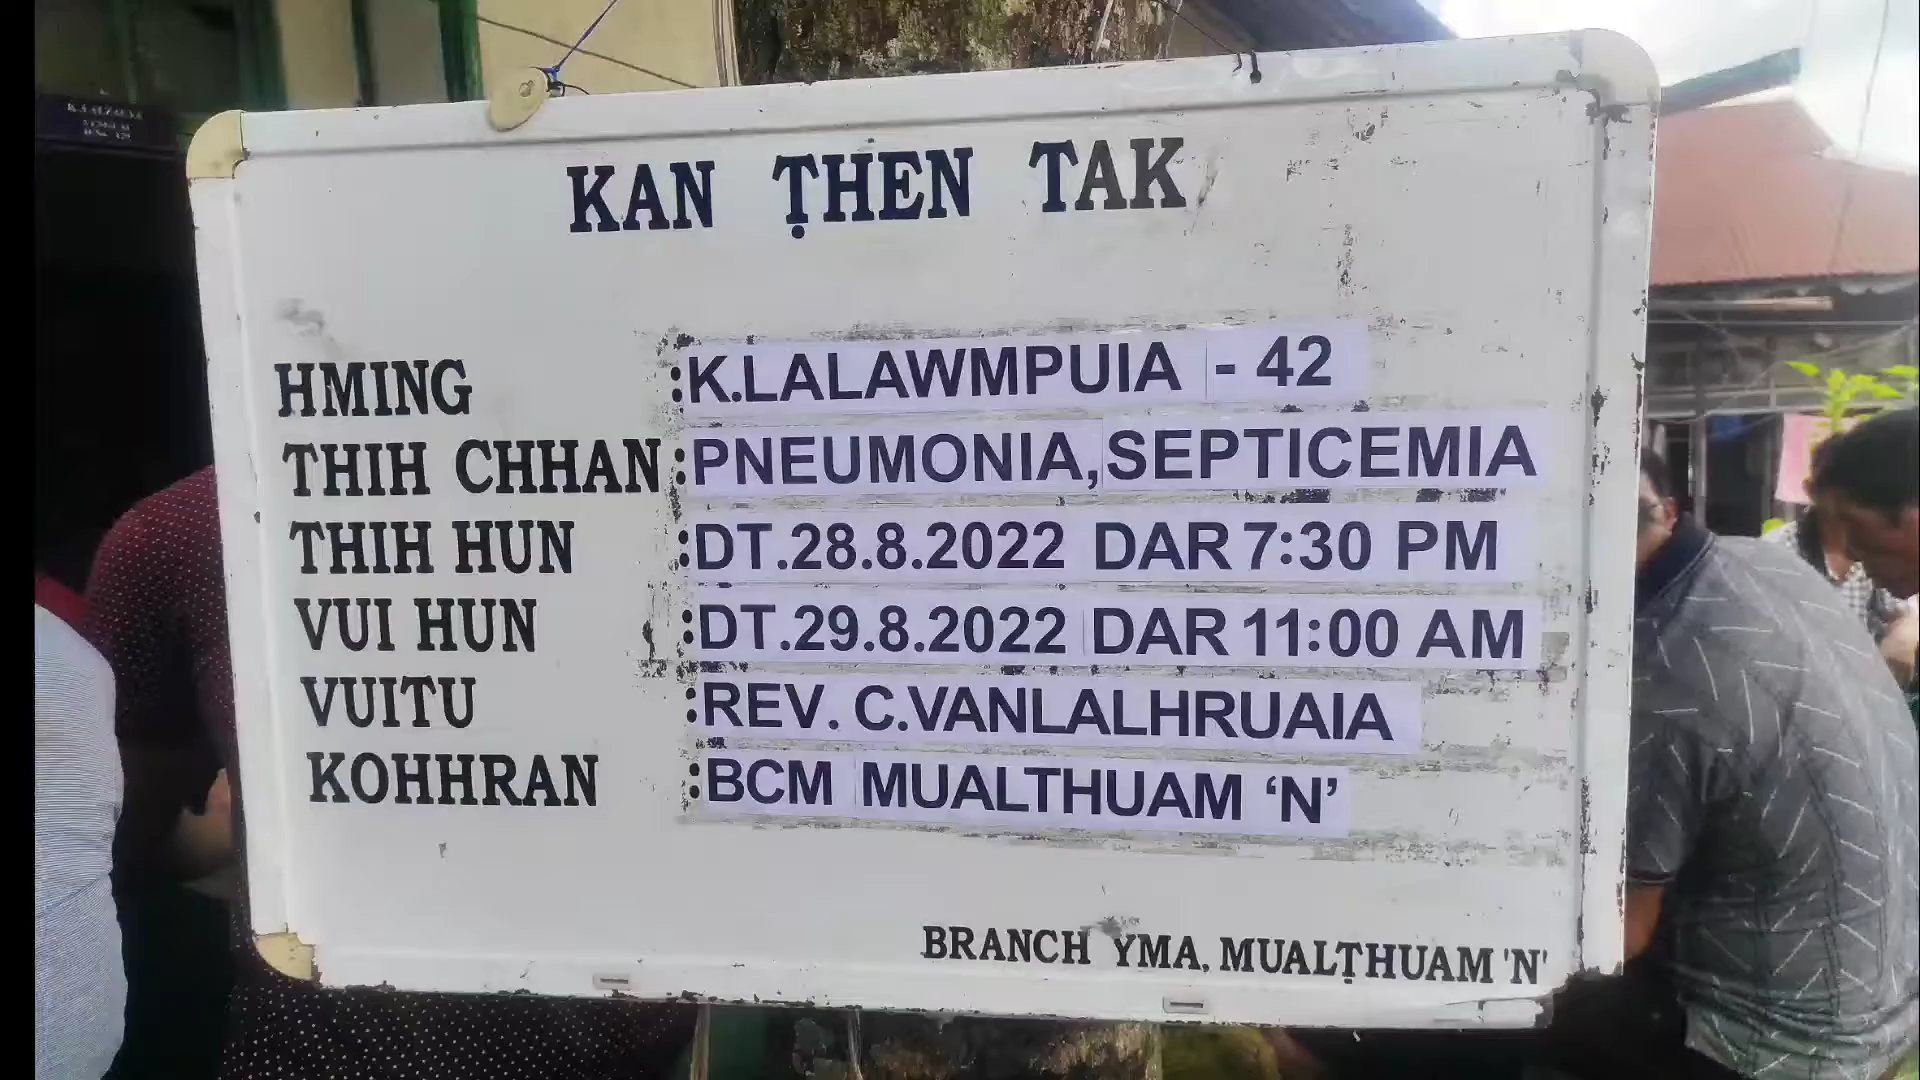 KAN ṬHEN TAK
HMING : K.LALAWMPUIA - 42
THIH CHHAN : PNEUMONIA, SEPTICEMIA
THIH HUN : DT.28.8.2022 DAR 7:30 PM
VUI HUN : DT.29.8.2022 DAR 11:00 AM
VUITU : REV. C.VANLALHRUAIA
KOHHRAN : BCM MUALTHUAM ‘N’
BRANCH YMA, MUALṬHUAM 'N'